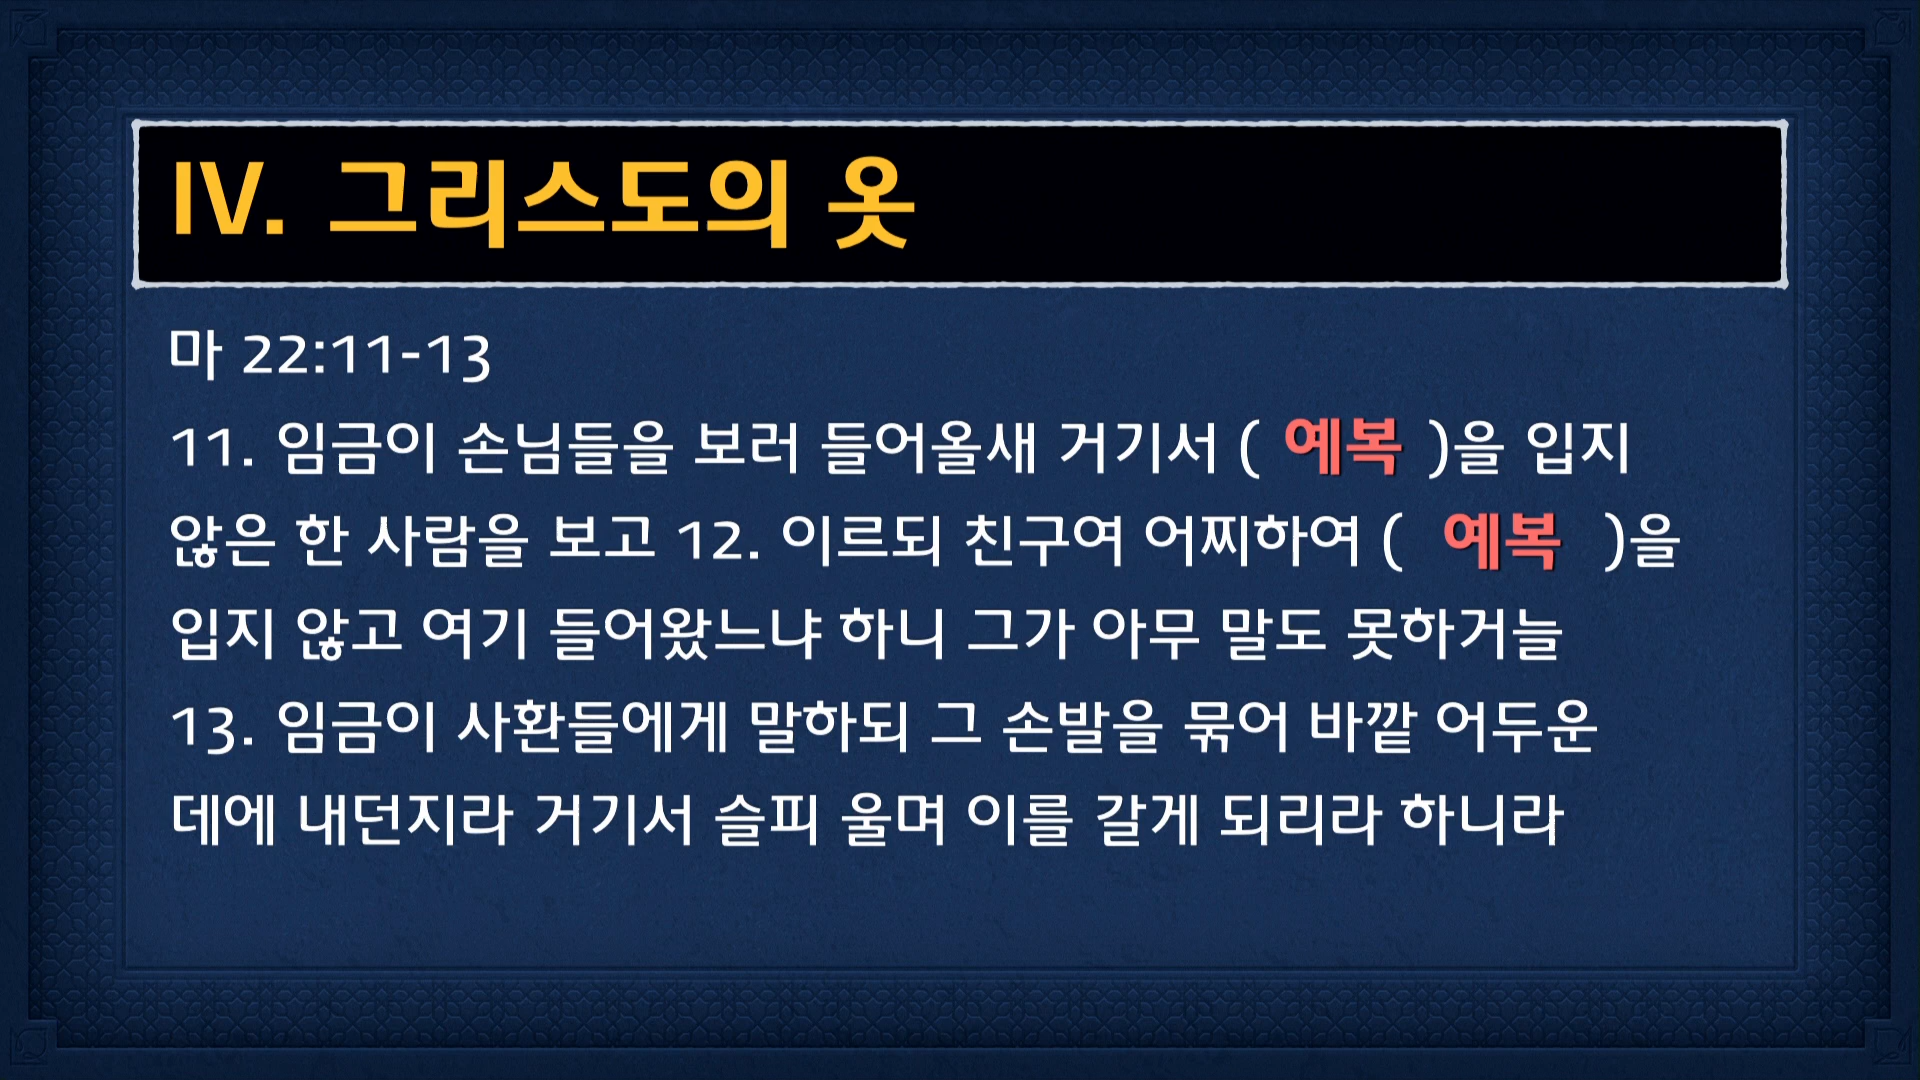 IV. 그리스도의 옷
마 22:11-13
11. 임금이 손님들을 보러 들어올새 거기서 ( 예복 )을 입지
않은 한 사람을 보고 12. 이르되 친구여 어찌하여 ( 예복 )을
입지 않고 여기 들어왔느냐 하니 그가 아무 말도 못하거늘
13. 임금이 사환들에게 말하되 그 손발을 묶어 바깥 어두운
데에 내던지라 거기서 슬피 울며 이를 갈게 되리라 하니라